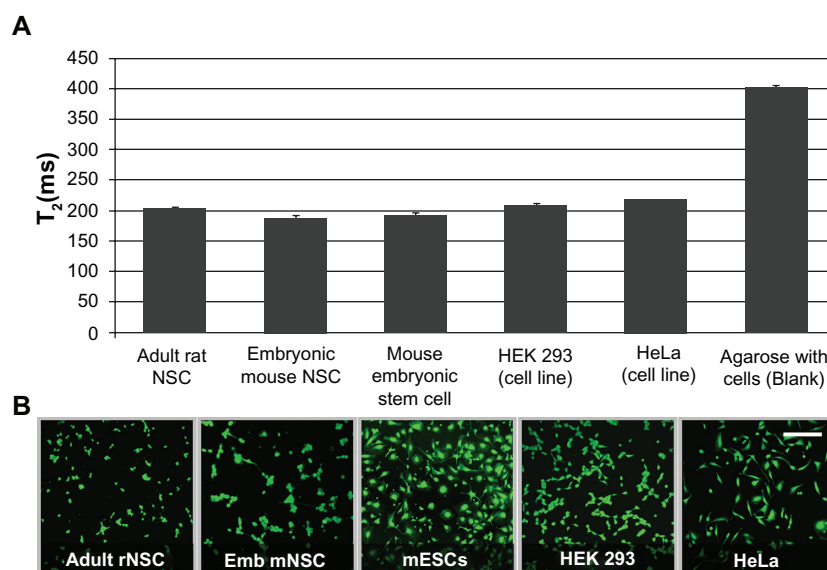 A
450
400
350
300
250
200
150
100
50
0
T2(ms)
Adult rat
NSC
Embryonic
mouse NSC
Mouse
embryonic
stem cell
HEK 293
(cell line)
HeLa
(cell line)
Agarose with
cells (Blank)
B
Adult rNSC
Emb mNSC
mESCs
HEK 293
HeLa